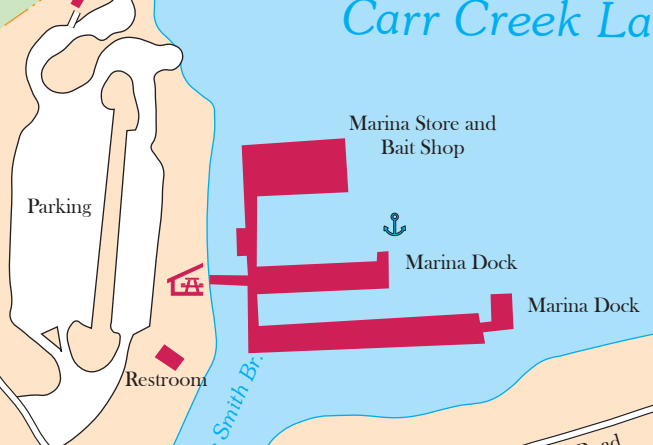 Carr Creek La
Marina Store and
Bait Shop
Parking
Marina Dock
Marina Dock
Restroom
Smith Br.